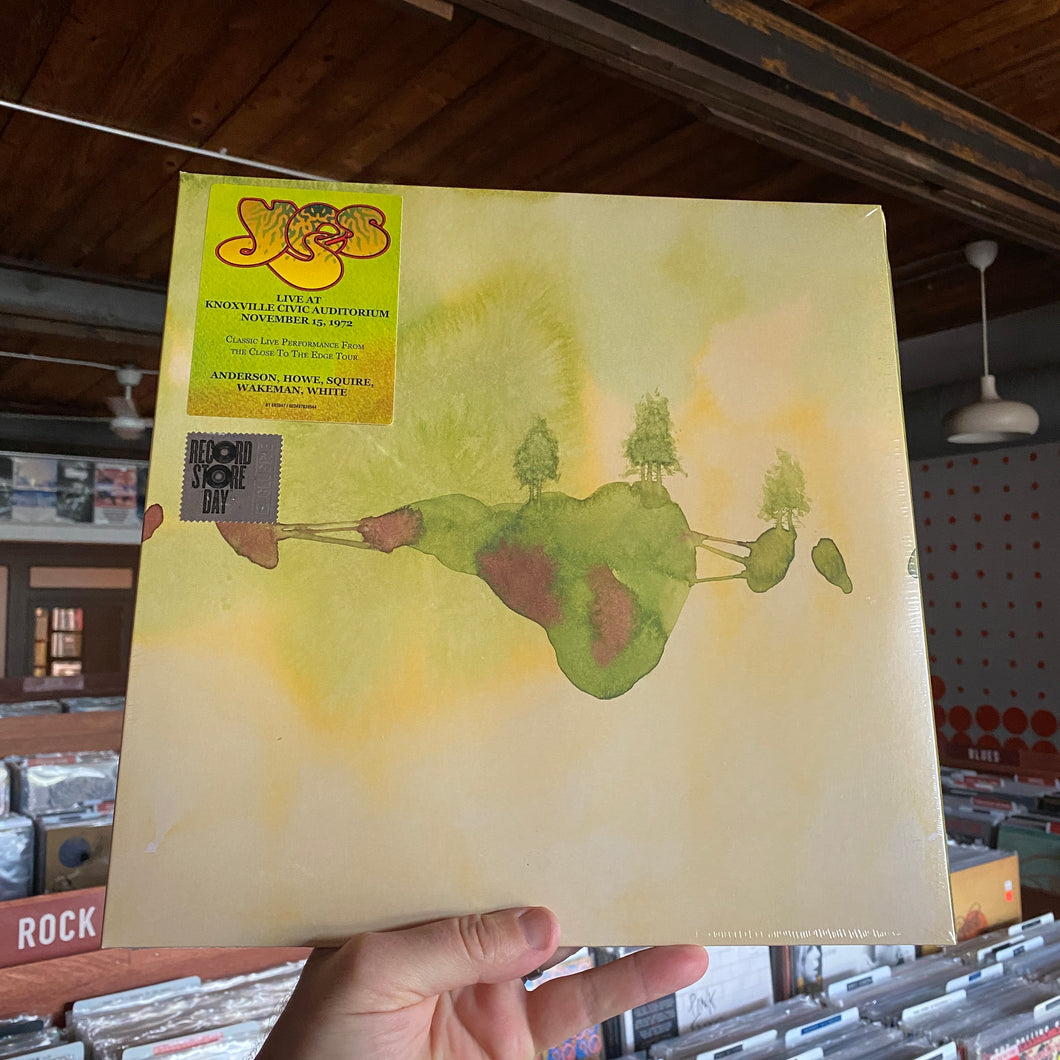 YES
LIVE AT
KNOXVILLE CIVIC AUDITORIUM
NOVEMBER 15, 1972
CLASSIC LIVE PERFORMANCE FROM
THE CLOSE TO THE EDGE TOUR
ANDERSON, HOWE, SQUIRE,
WAKEMAN, WHITE
RECORD
STORE
DAY
BLUES
ROCK